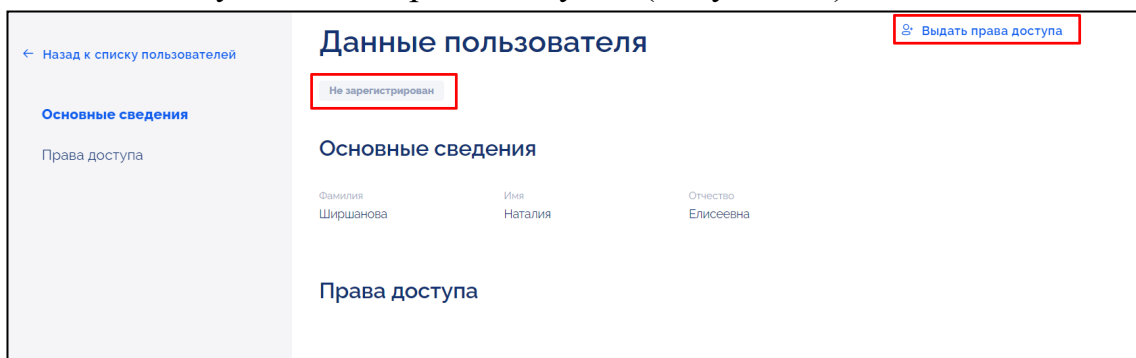 Данные пользователя
Выдать права доступа
← Назад к списку пользователей
Не зарегистрирован
Основные сведения
Права доступа
Основные сведения
Фамилия Имя Отчество
Ширшанова Наталия Елисеевна
Права доступа